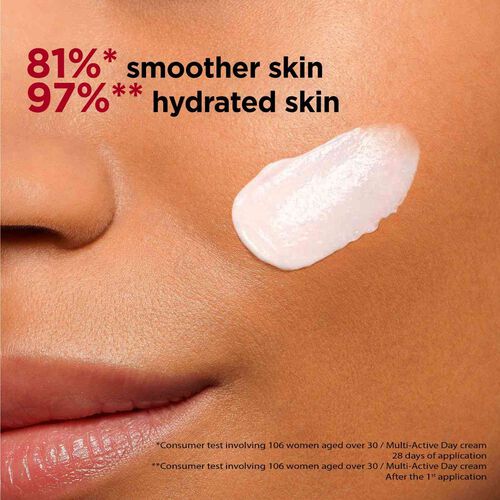 81%* smoother skin
97%** hydrated skin
*Consumer test involving 106 women aged over 30 / Multi-Active Day cream
28 days of application
**Consumer test involving 106 women aged over 30 / Multi-Active Day cream
After the 1st application